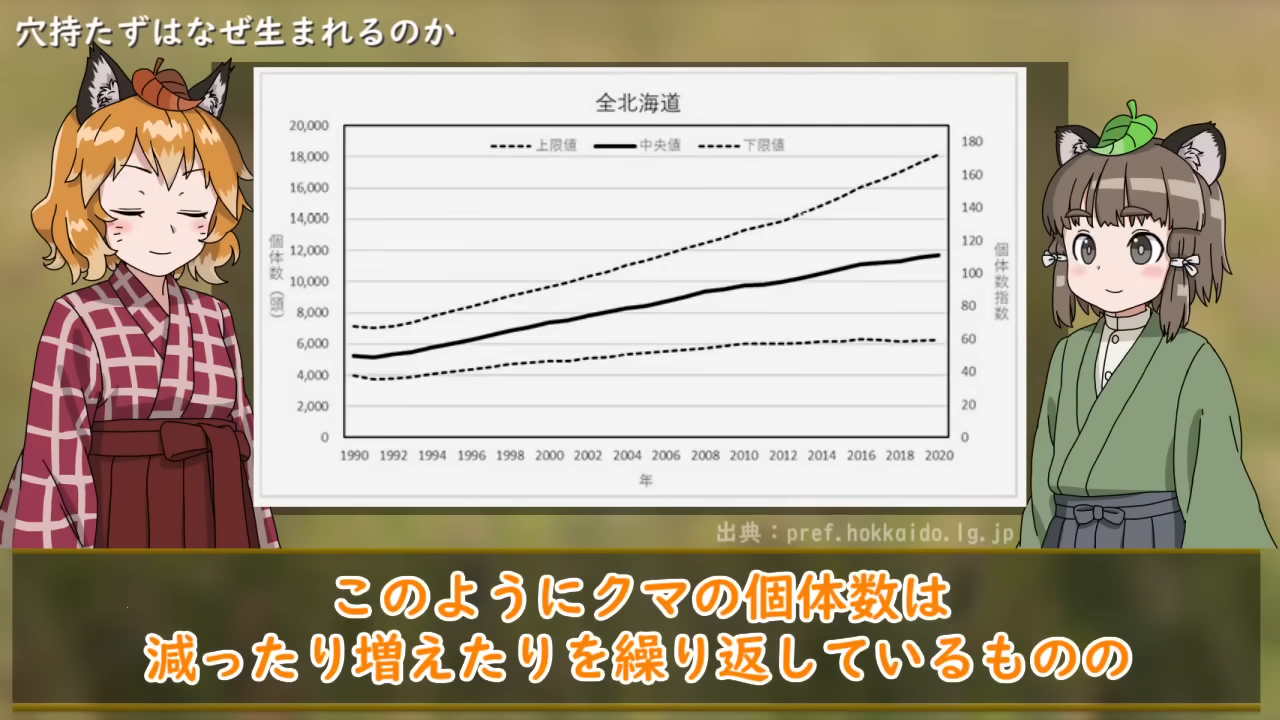 穴持たずはなぜ生まれるのか
全北海道
上限値 中央値 下限値
20,000
18,000
16,000
14,000
12,000
10,000
8,000
6,000
4,000
2,000
0
個体数(頭)
180
160
140
120
100
80
60
40
20
0
個体数指数
1990 1992 1994 1996 1998 2000 2002 2004 2006 2008 2010 2012 2014 2016 2018 2020
年
出典：pref.hokkaido.lg.jp
このようにクマの個体数は
減ったり増えたりを繰り返しているものの